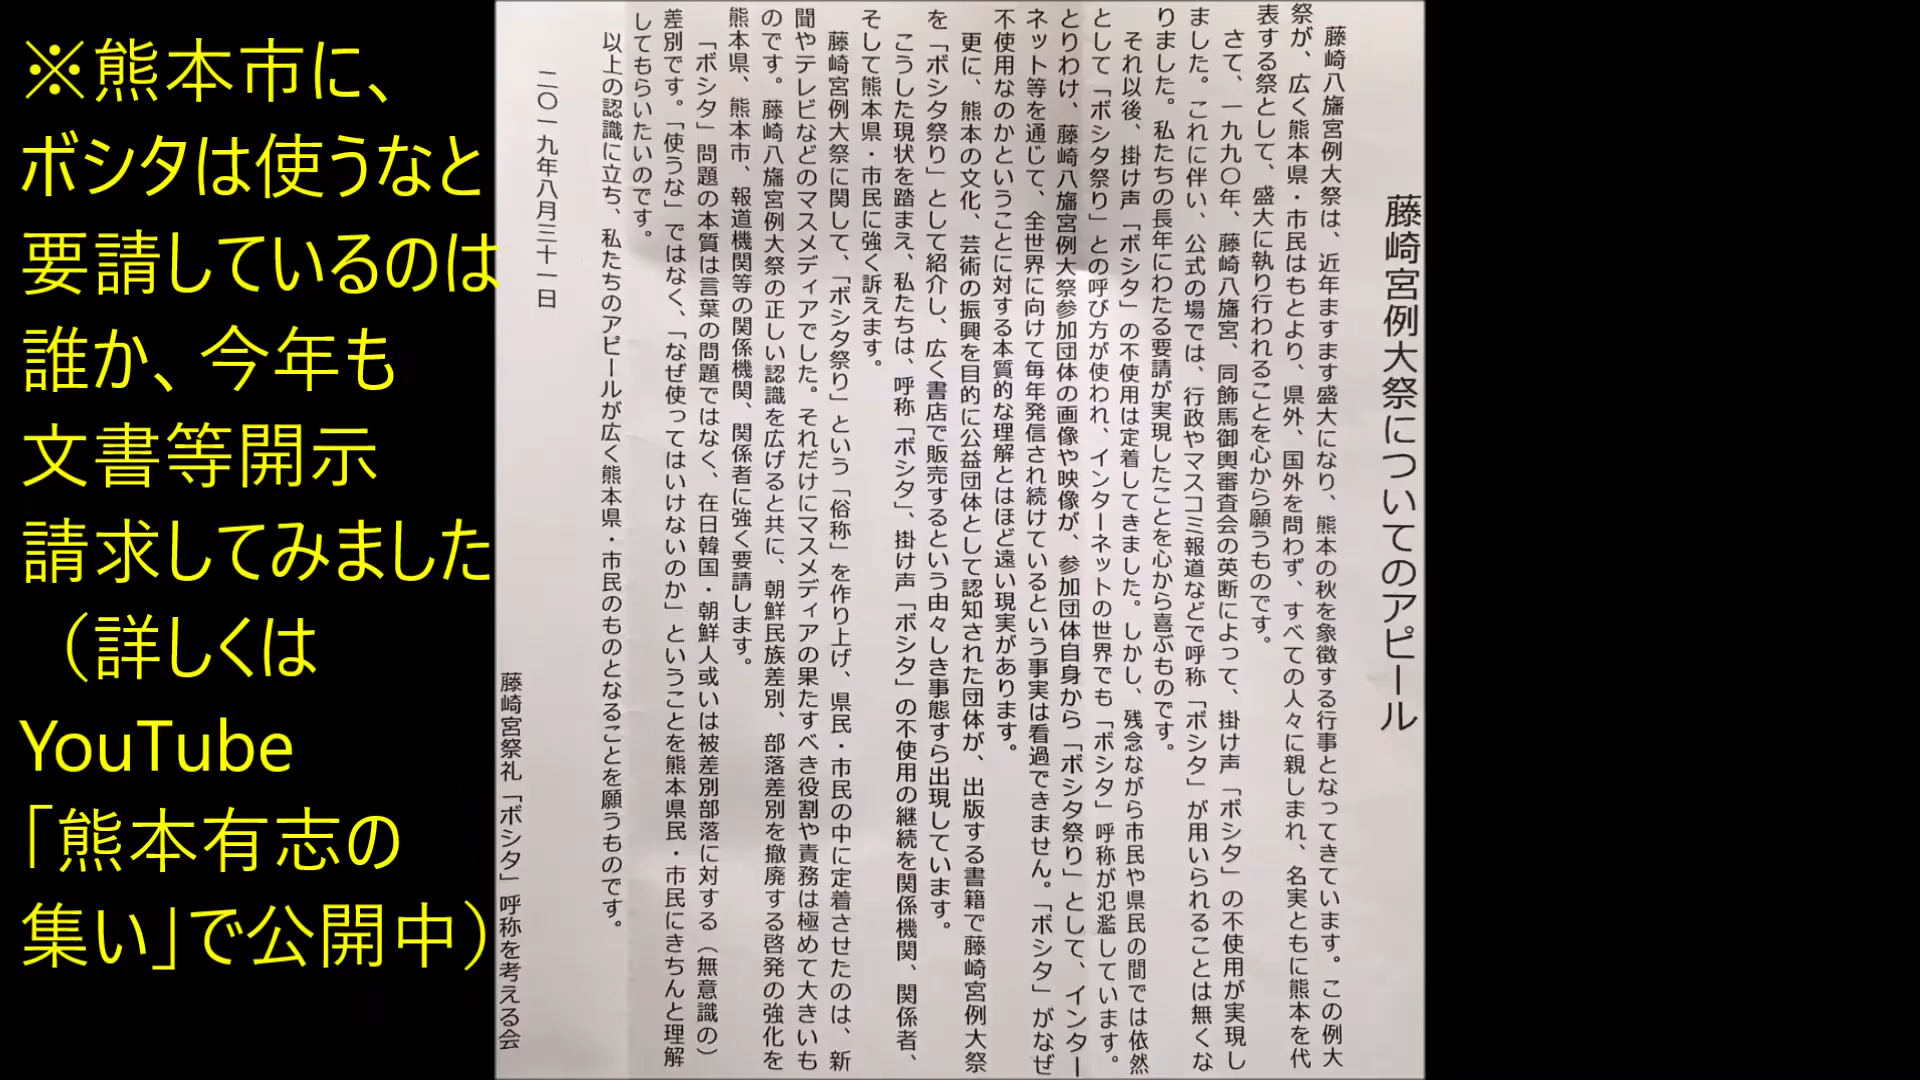 ※熊本市に、
ボシタは使うなと
要請しているのは
誰か、今年も
文書等開示
請求してみました
（詳しくは
YouTube
「熊本有志の
集い」で公開中）
藤崎宮例大祭についてのアピール
藤崎八旛宮例大祭は、近年ますます盛大になり、熊本の秋を象徴する行事となってきています。この例大
祭が、広く熊本県・市民はもとより、県外、国外を問わず、すべての人々に親しまれ、名実ともに熊本を代
表する祭として、盛大に執り行われることを心から願うものです。
さて、一九九〇年、藤崎八旛宮、同飾馬御輿審査会の英断によって、掛け声「ボシタ」の不使用が実現し
ました。これに伴い、公式の場では、行政やマスコミ報道などで呼称「ボシタ」が用いられることは無くな
りました。私たちの長年にわたる要請が実現したことを心から喜ぶものです。
それ以後、掛け声「ボシタ」の不使用は定着してきました。しかし、残念ながら市民や県民の間では依然
として「ボシタ祭り」との呼び方が使われ、インターネットの世界でも「ボシタ」呼称が氾濫しています。
とりわけ、藤崎八旛宮例大祭参加団体の画像や映像が、参加団体自身から「ボシタ祭り」として、インター
ネット等を通じて、全世界に向けて毎年発信され続けているという事実は看過できません。「ボシタ」がなぜ
不使用なのかということに対する本質的な理解とはほど遠い現実があります。
更に、熊本の文化、芸術の振興を目的に公益団体として認知された団体が、出版する書籍で藤崎宮例大祭
を「ボシタ祭り」として紹介し、広く書店で販売するという由々しき事態すら出現しています。
こうした現状を踏まえ、私たちは、呼称「ボシタ」、掛け声「ボシタ」の不使用の継続を関係機関、関係者、
そして熊本県・市民に強く訴えます。
藤崎宮例大祭に関して、「ボシタ祭り」という「俗称」を作り上げ、県民・市民の中に定着させたのは、新
聞やテレビなどのマスメディアでした。それだけにマスメディアの果たすべき役割や責務は極めて大きいも
のです。藤崎八旛宮例大祭の正しい認識を広げると共に、朝鮮民族差別、部落差別を撤廃する啓発の強化を
熊本県、熊本市、報道機関等の関係機関、関係者に強く要請します。
「ボシタ」問題の本質は言葉の問題ではなく、在日韓国・朝鮮人或いは被差別部落に対する（無意識の）
差別です。「使うな」ではなく、「なぜ使ってはいけないのか」ということを熊本県民・市民にきちんと理解
してもらいたいのです。
以上の認識に立ち、私たちのアピールが広く熊本県・市民のものとなることを願うものです。
二〇一九年八月三十一日
藤崎宮祭礼「ボシタ」呼称を考える会